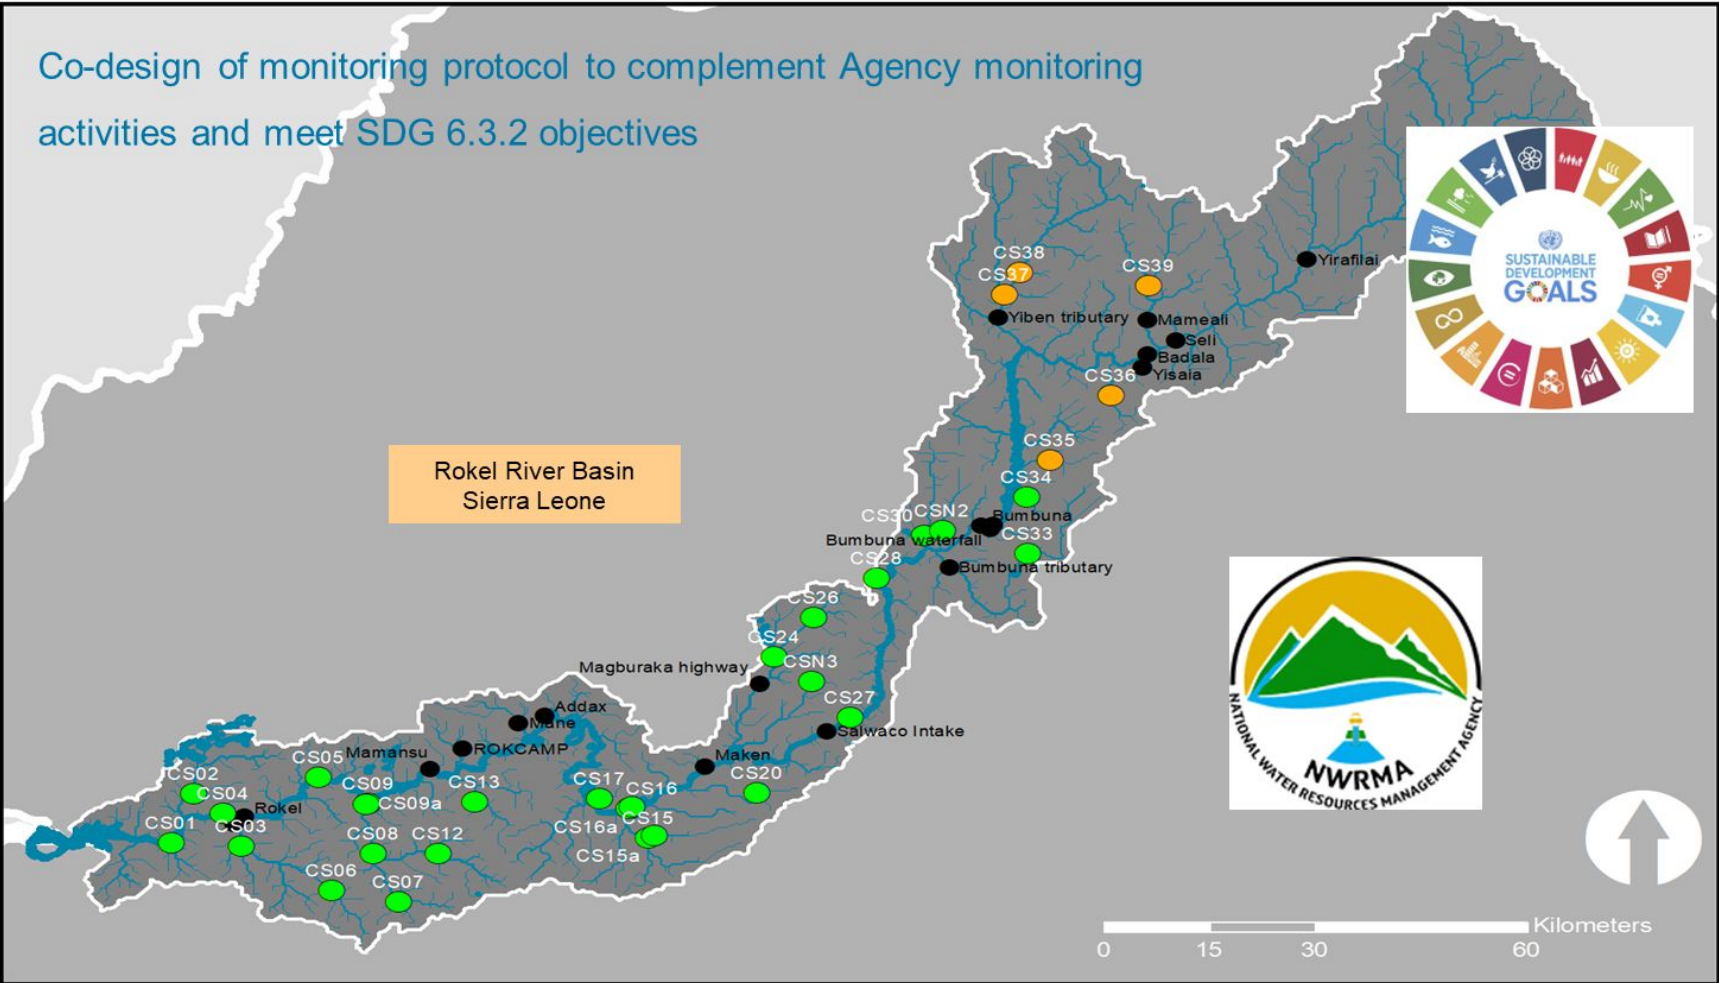 Co-design of monitoring protocol to complement Agency monitoring
activities and meet SDG 6.3.2 objectives
CS38
CS37
CS39
Yirafilai
Yiben tributary
Mameali
Seli
Badala
Yisaia
CS36
SUSTAINABLE
DEVELOPMENT
GOALS
Rokel River Basin
Sierra Leone
CS35
CS34
CS30
CSN2
Bumbuna
Bumbuna waterfall
CS33
CS28
Bumbuna tributary
CS26
CS24
CSN3
Magburaka highway
CS27
Salwaco Intake
Addax
Mane
ROKCAMP
Mamansu
Maken
CS05
CS02
CS04
CS09
CS09a
CS13
CS17
CS16
CS20
Rokel
CS01
CS03
CS08
CS12
CS16a
CS15
CS15a
CS06
CS07
NWRMA
NATIONAL WATER RESOURCES MANAGEMENT AGENCY
Kilometers
0 15 30 60